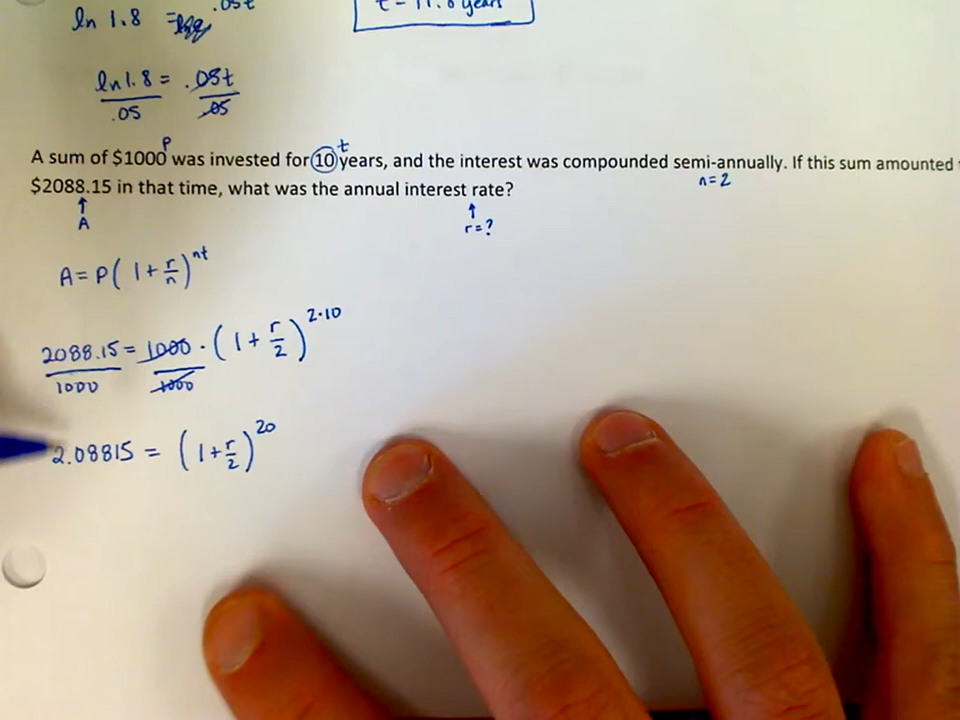 ln 1.8 = .05t
t = 11.8 years
ln 1.8 = .05t
.05 .05
P t
A sum of $1000 was invested for 10 years, and the interest was compounded semi-annually. If this sum amounted
$2088.15 in that time, what was the annual interest rate?
n = 2
↑ ↑
A r = ?
A = P( 1 + r/n )^nt
2088.15 = 1000 · ( 1 + r/2 )^2·10
1000 1000
2.08815 = ( 1 + r/2 )^20